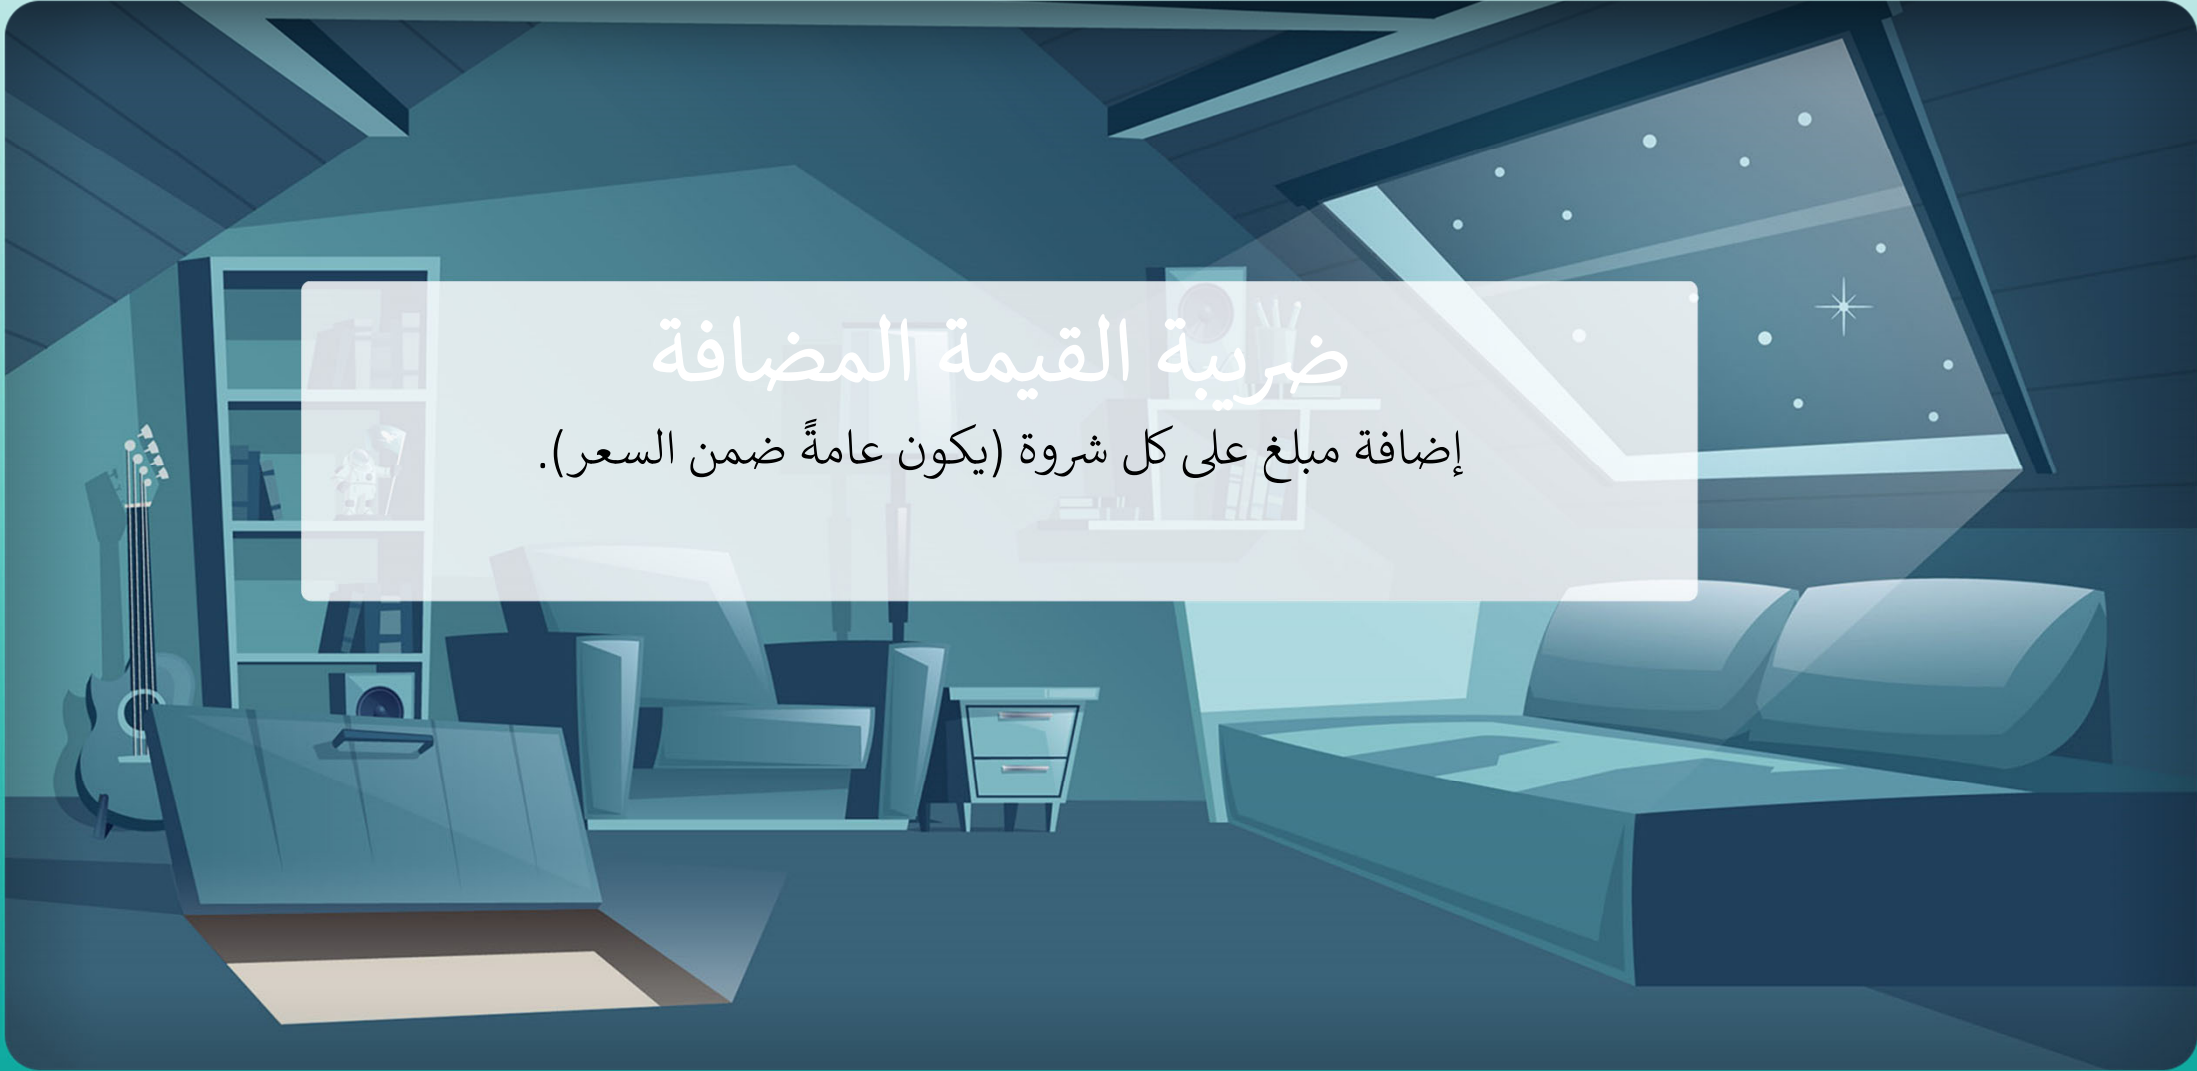 ضريبة القيمة المضافة
إضافة مبلغ على كل شروة (يكون عامةً ضمن السعر).